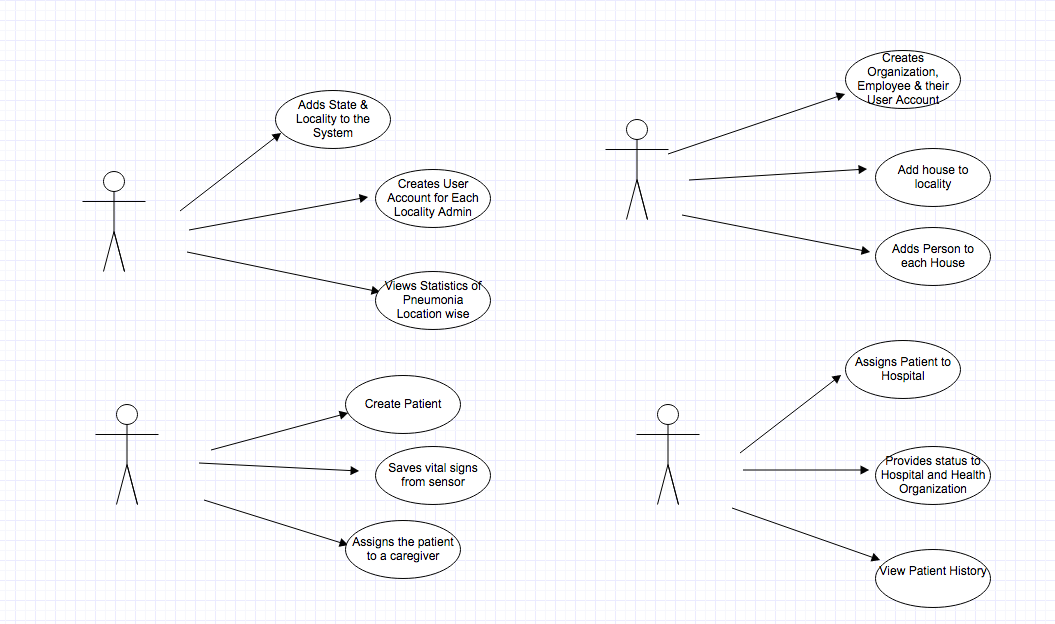 Adds State &
Locality to the
System
Creates User
Account for Each
Locality Admin
Views Statistics of
Pneumonia
Location wise
Creates
Organization,
Employee & their
User Account
Add house to
locality
Adds Person to
each House
Create Patient
Saves vital signs
from sensor
Assigns the patient
to a caregiver
Assigns Patient to
Hospital
Provides status to
Hospital and Health
Organization
View Patient History